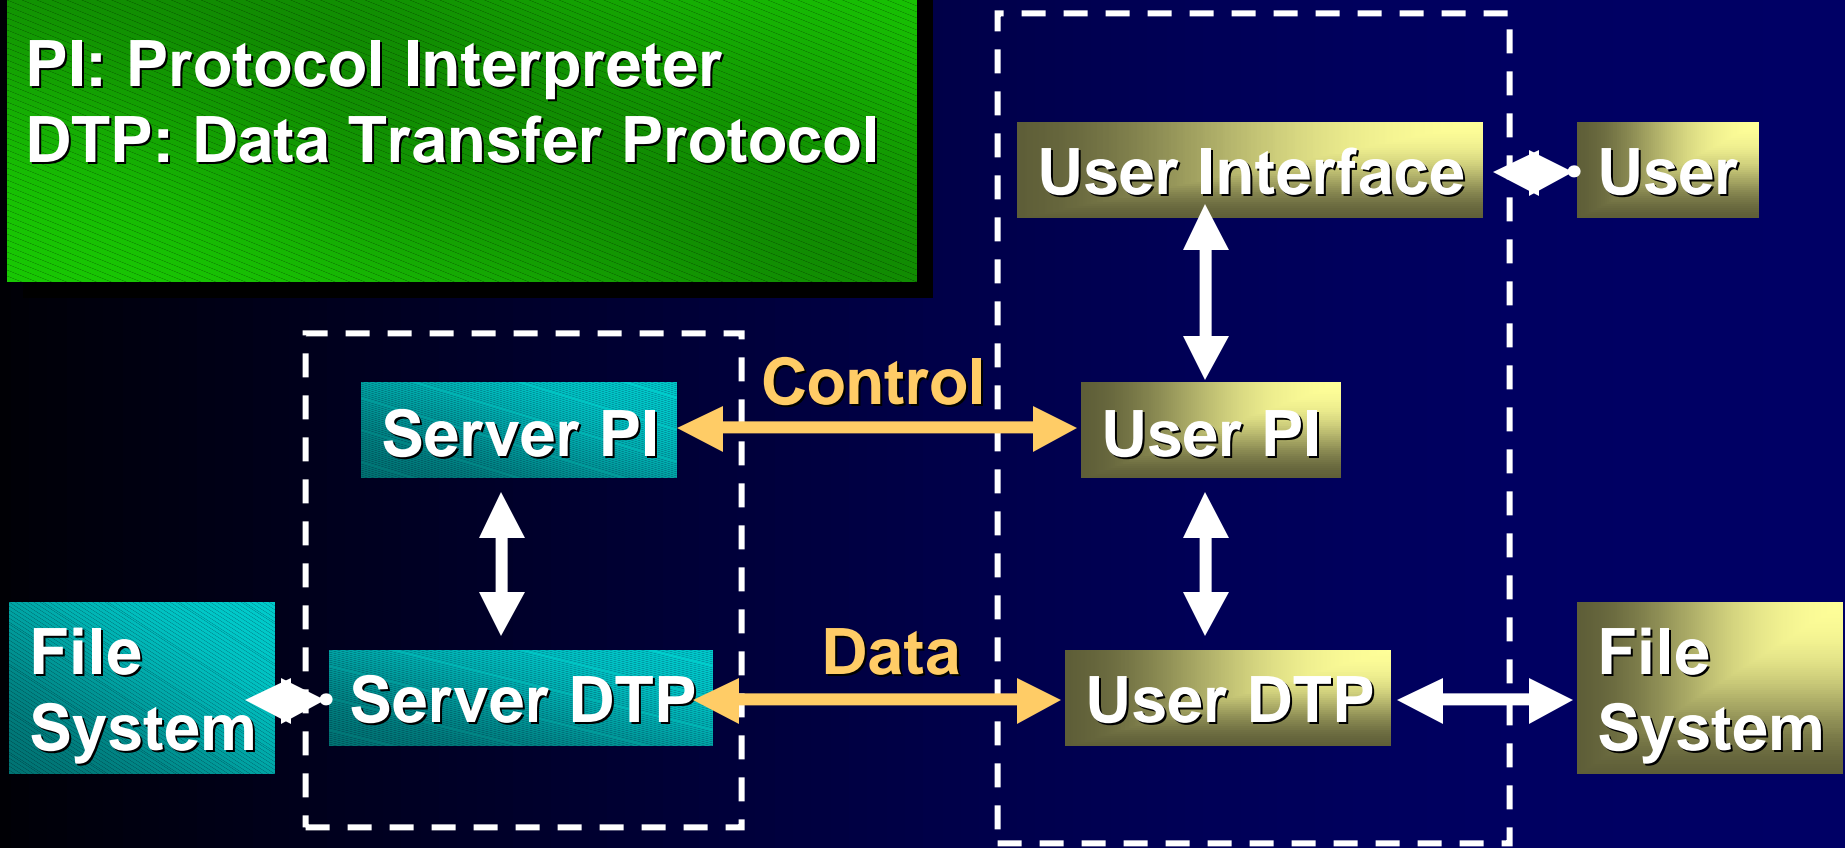 PI: Protocol Interpreter
DTP: Data Transfer Protocol
User Interface
User
Control
Server PI
User PI
Data
File
System
Server DTP
User DTP
File
System